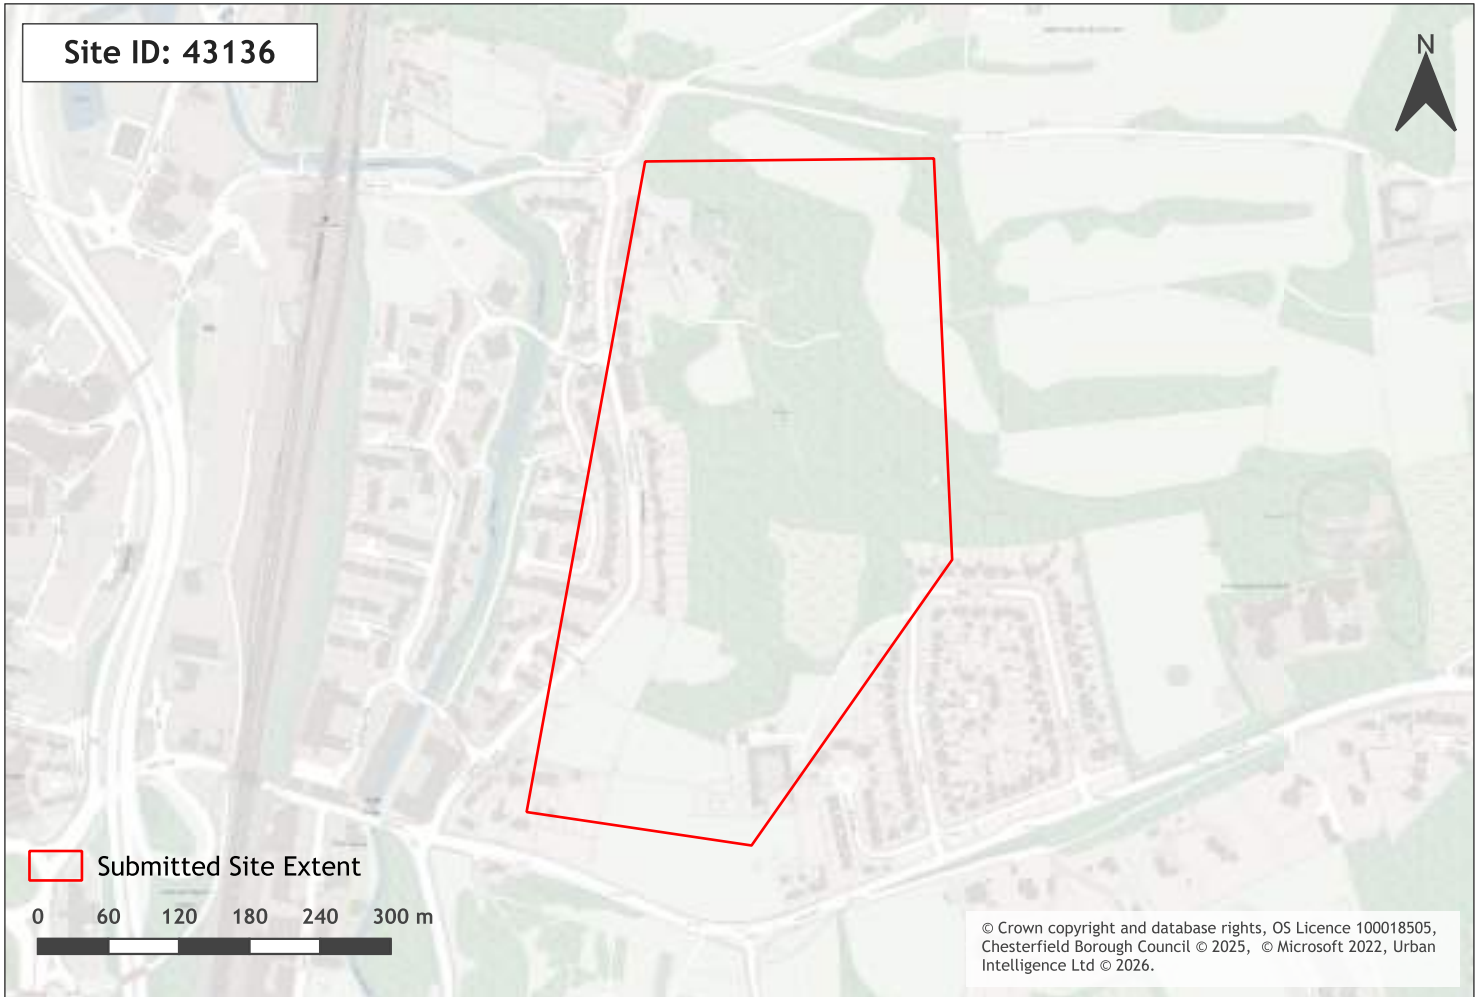 Site ID: 43136
N
Submitted Site Extent
0 60 120 180 240 300 m
© Crown copyright and database rights, OS Licence 100018505,
Chesterfield Borough Council © 2025, © Microsoft 2022, Urban
Intelligence Ltd © 2026.